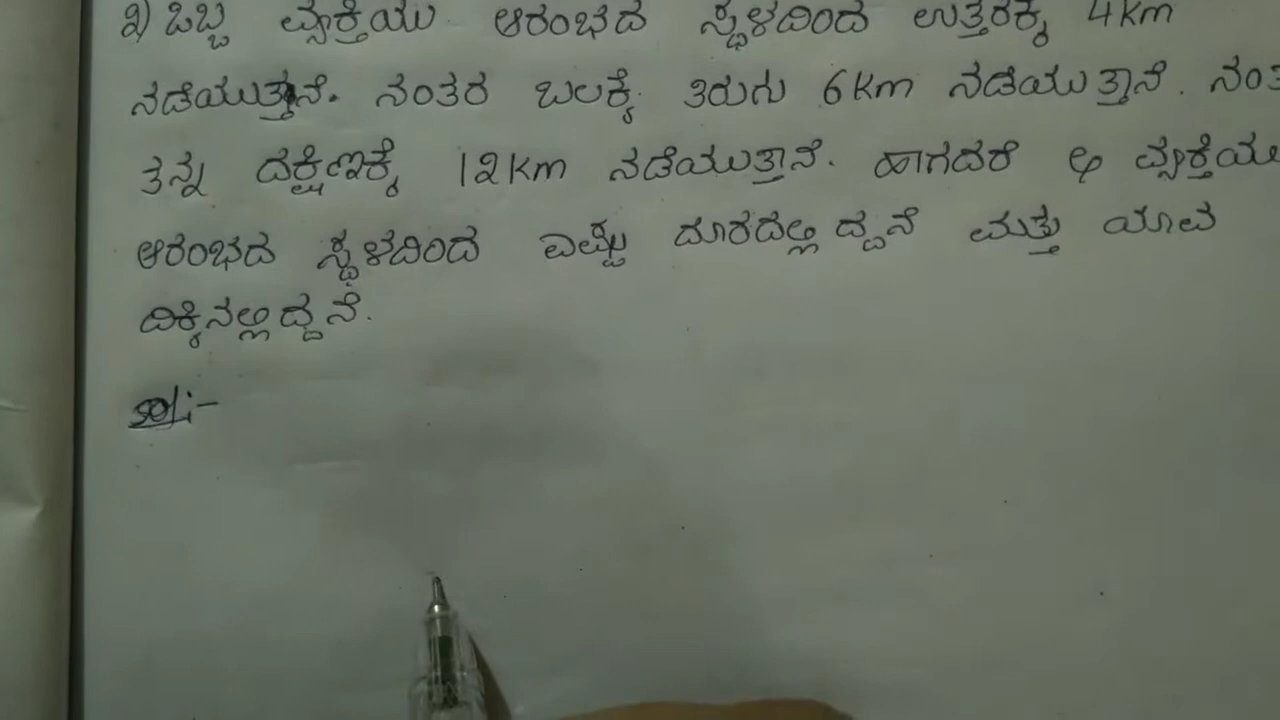 ೨) ಒಬ್ಬ ವ್ಯಕ್ತಿಯು ಆರಂಭದ ಸ್ಥಳದಿಂದ ಉತ್ತರಕ್ಕೆ 4km
ನಡೆಯುತ್ತಾನೆ. ನಂತರ ಬಲಕ್ಕೆ ತಿರುಗು 6km ನಡೆಯುತ್ತಾನೆ. ನಂತ
ತನ್ನ ದಕ್ಷಿಣಕ್ಕೆ 12km ನಡೆಯುತ್ತಾನೆ. ಹಾಗದರೆ ಆ ವ್ಯಕ್ತಿಯು
ಆರಂಭದ ಸ್ಥಳದಿಂದ ಎಷ್ಟು ದೂರದಲ್ಲಿದ್ದನೆ ಮತ್ತು ಯಾವ
ದಿಕ್ಕಿನಲ್ಲಿದ್ದನೆ.
Sol:-